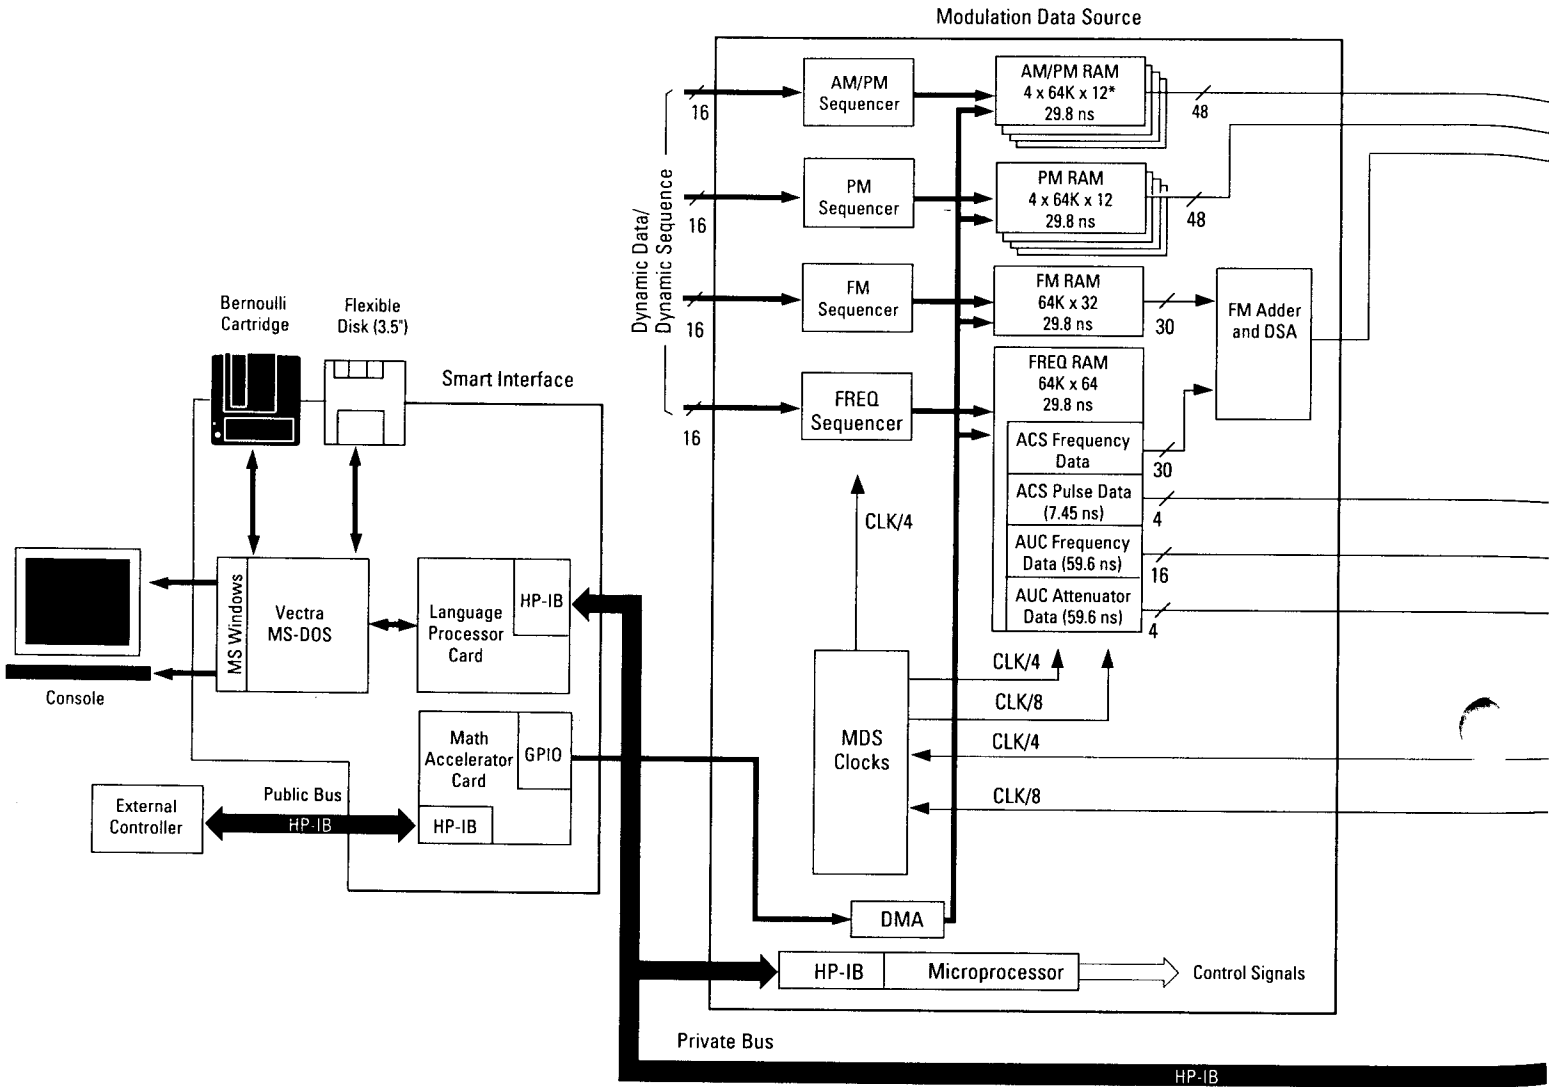 Modulation Data Source
AM/PM
Sequencer
AM/PM RAM
4 x 64K x 12*
29.8 ns
16
48
PM
Sequencer
PM RAM
4 x 64K x 12
29.8 ns
16
48
Dynamic Data/
Dynamic Sequence
FM
Sequencer
FM RAM
64K x 32
29.8 ns
16
30
FM Adder
and DSA
FREQ
Sequencer
FREQ RAM
64K x 64
29.8 ns
16
ACS Frequency
Data
30
ACS Pulse Data
(7.45 ns)
4
AUC Frequency
Data (59.6 ns)
16
AUC Attenuator
Data (59.6 ns)
4
Bernoulli
Cartridge
Flexible
Disk (3.5")
Smart Interface
CLK/4
MS Windows
Vectra
MS-DOS
Language
Processor
Card
HP-IB
Console
Math
Accelerator
Card
GPIO
HP-IB
External
Controller
Public Bus
HP-IB
MDS
Clocks
CLK/4
CLK/8
CLK/4
CLK/8
DMA
HP-IB
Microprocessor
Control Signals
Private Bus
HP-IB